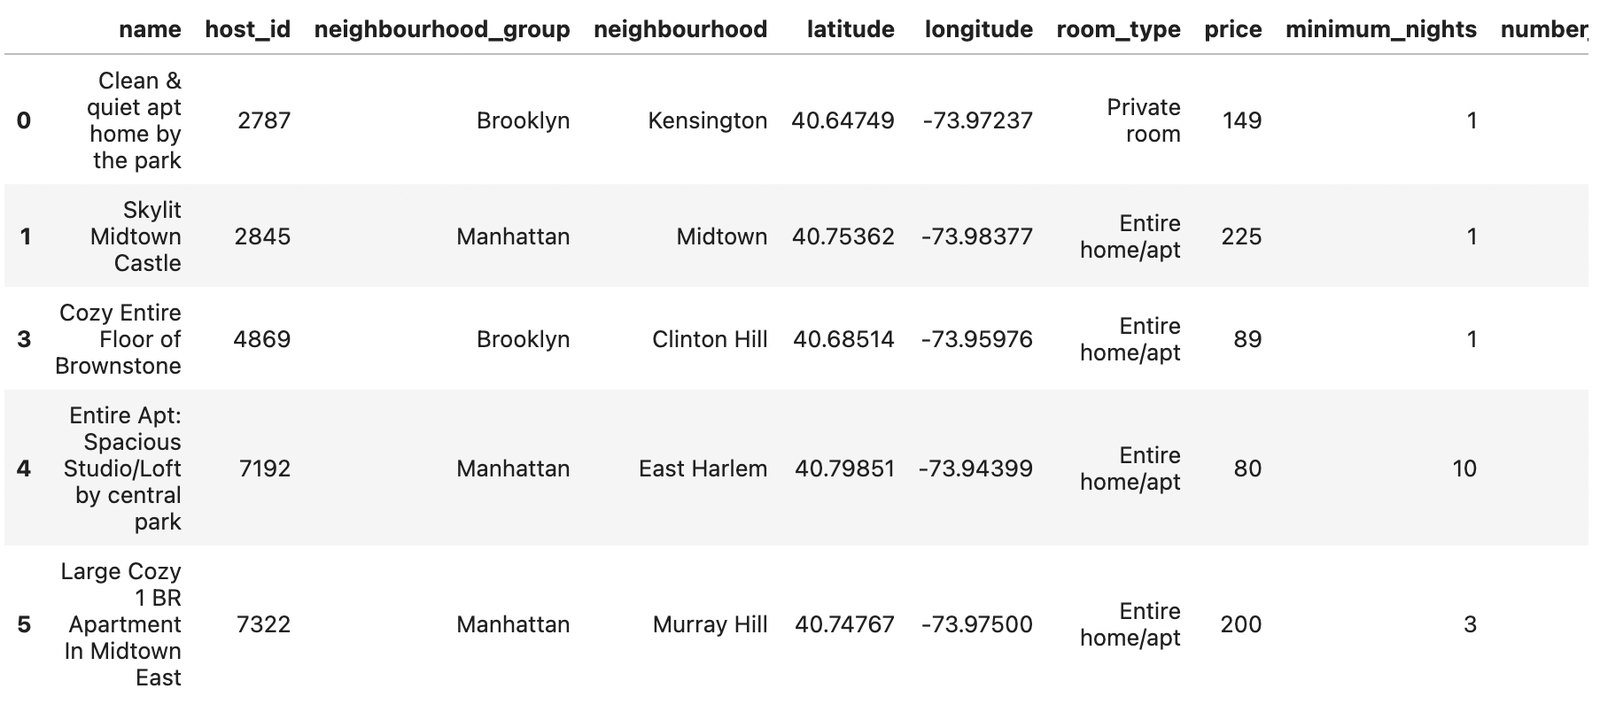 name host_id neighbourhood_group neighbourhood latitude longitude room_type price minimum_nights number_
0 Clean & quiet apt home by the park 2787 Brooklyn Kensington 40.64749 -73.97237 Private room 149 1
1 Skylit Midtown Castle 2845 Manhattan Midtown 40.75362 -73.98377 Entire home/apt 225 1
3 Cozy Entire Floor of Brownstone 4869 Brooklyn Clinton Hill 40.68514 -73.95976 Entire home/apt 89 1
4 Entire Apt: Spacious Studio/Loft by central park 7192 Manhattan East Harlem 40.79851 -73.94399 Entire home/apt 80 10
5 Large Cozy 1 BR Apartment In Midtown East 7322 Manhattan Murray Hill 40.74767 -73.97500 Entire home/apt 200 3